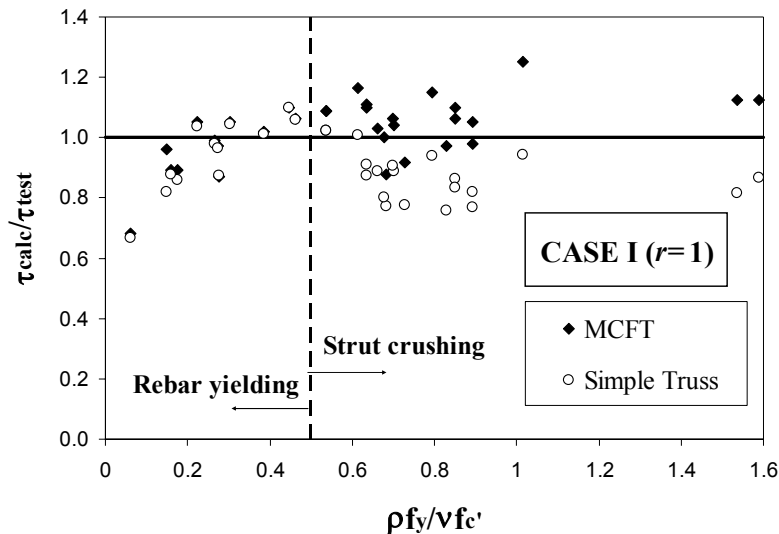 1.4
1.2
1.0
0.8
0.6
0.4
0.2
0.0
τcalc/τtest
CASE I (r=1)
MCFT
Simple Truss
Strut crushing
Rebar yielding
0 0.2 0.4 0.6 0.8 1 1.2 1.4 1.6
ρfy/νfc'